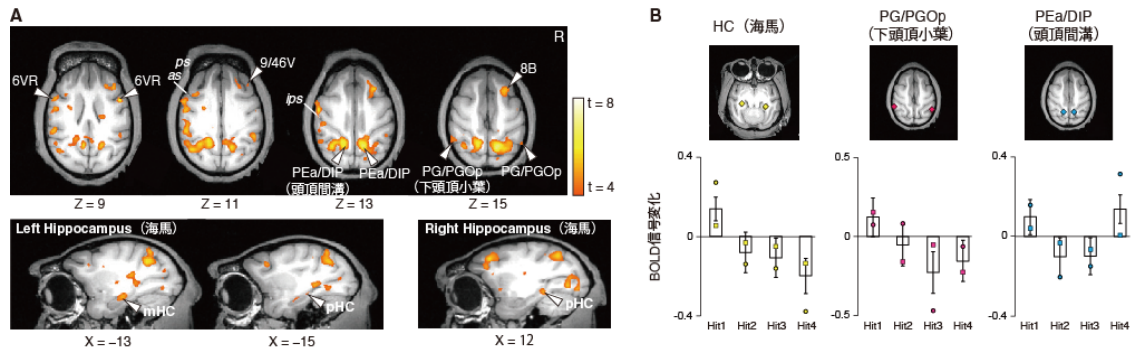 A
R
6VR
6VR
ps
as
9/46V
ips
8B
t = 8
t = 4
PEa/DIP
(頭頂間溝)
PEa/DIP
PG/PGOp
(下頭頂小葉)
PG/PGOp
Z = 9
Z = 11
Z = 13
Z = 15
Left Hippocampus(海馬)
Right Hippocampus(海馬)
mHC
pHC
pHC
X = −13
X = −15
X = 12
B
HC(海馬)
PG/PGOp
(下頭頂小葉)
PEa/DIP
(頭頂間溝)
BOLD信号変化
0.4
0
-0.4
Hit1 Hit2 Hit3 Hit4
0.5
0
-0.5
Hit1 Hit2 Hit3 Hit4
0.4
0
-0.4
Hit1 Hit2 Hit3 Hit4